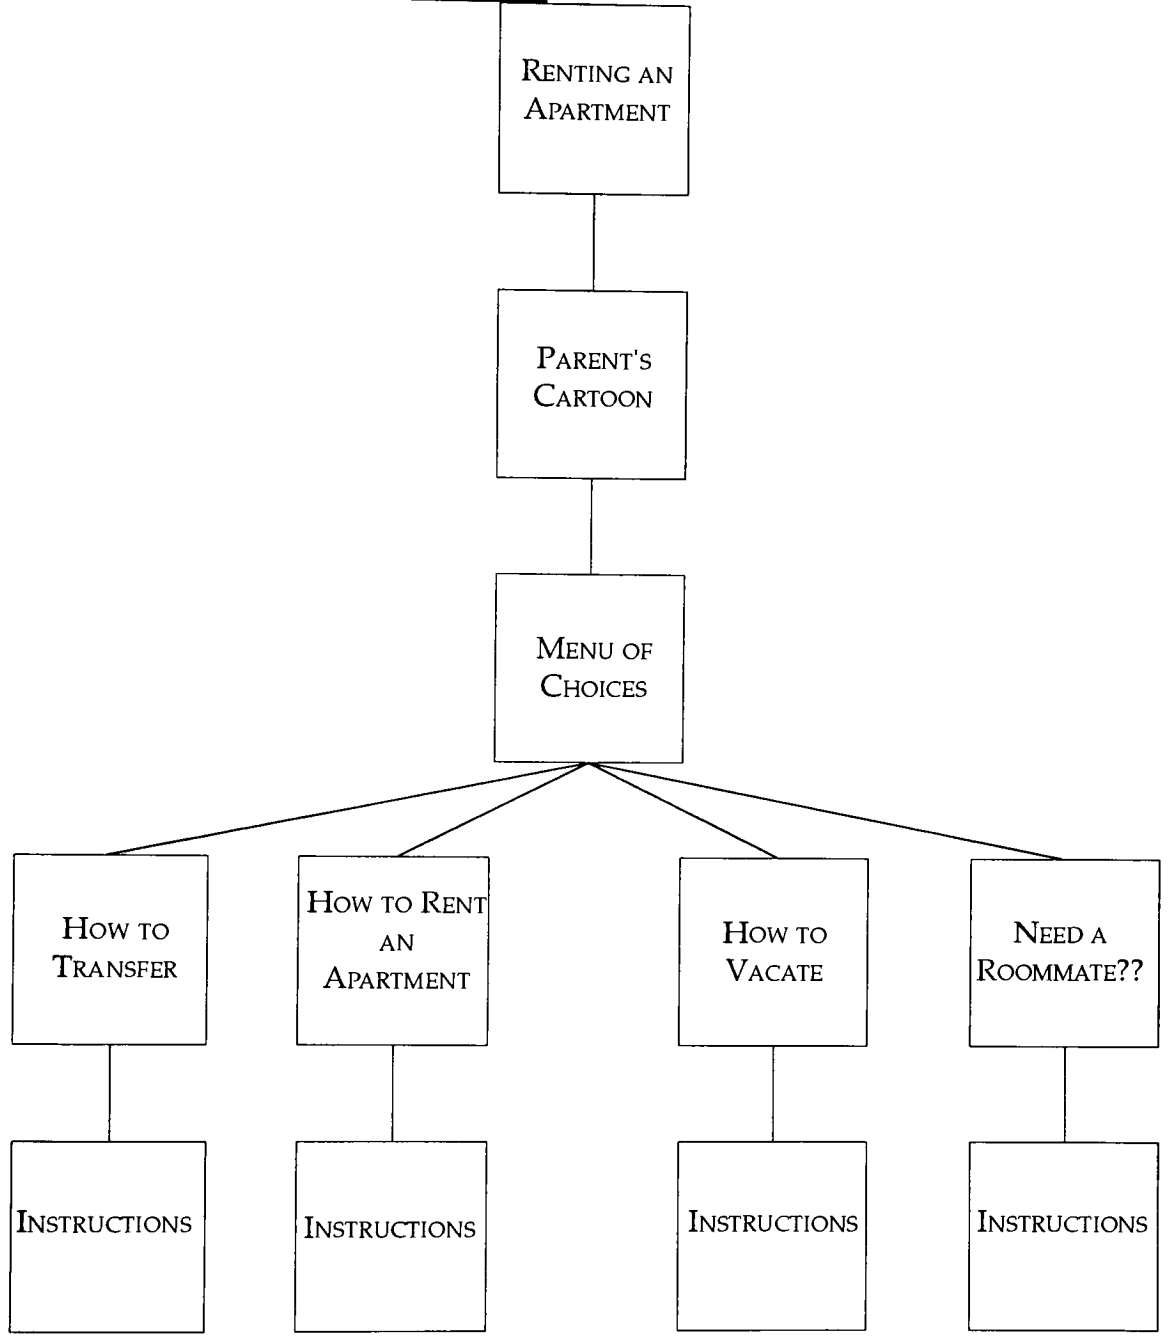 RENTING AN
APARTMENT
PARENT'S
CARTOON
MENU OF
CHOICES
HOW TO
TRANSFER
HOW TO RENT
AN
APARTMENT
HOW TO
VACATE
NEED A
ROOMMATE??
INSTRUCTIONS
INSTRUCTIONS
INSTRUCTIONS
INSTRUCTIONS